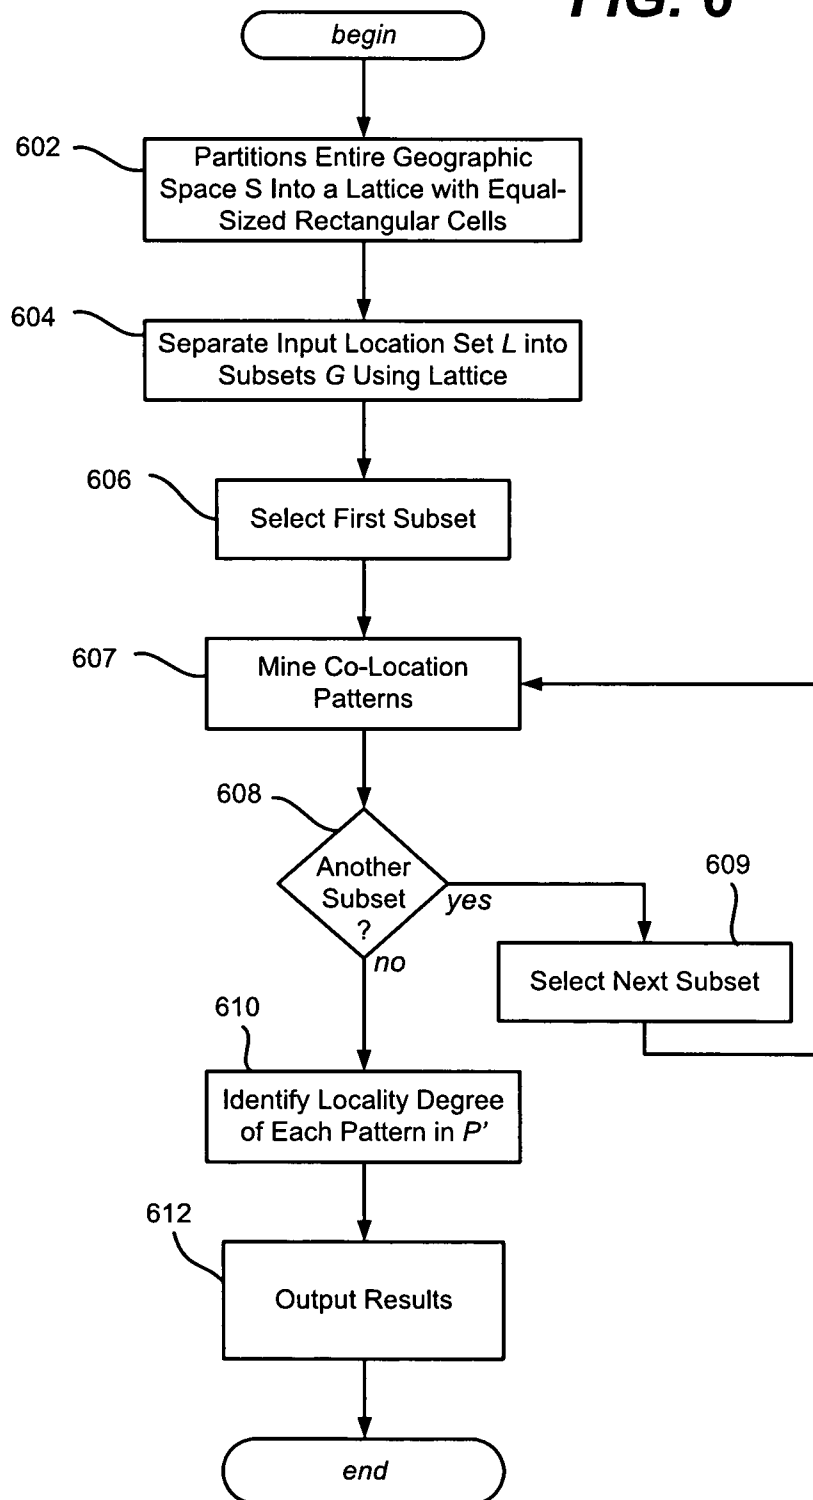 FIG. 6
begin
602
Partitions Entire Geographic
Space S Into a Lattice with Equal-
Sized Rectangular Cells
604
Separate Input Location Set L into
Subsets G Using Lattice
606
Select First Subset
607
Mine Co-Location
Patterns
608
Another
Subset
?
yes
609
no
Select Next Subset
610
Identify Locality Degree
of Each Pattern in P'
612
Output Results
end